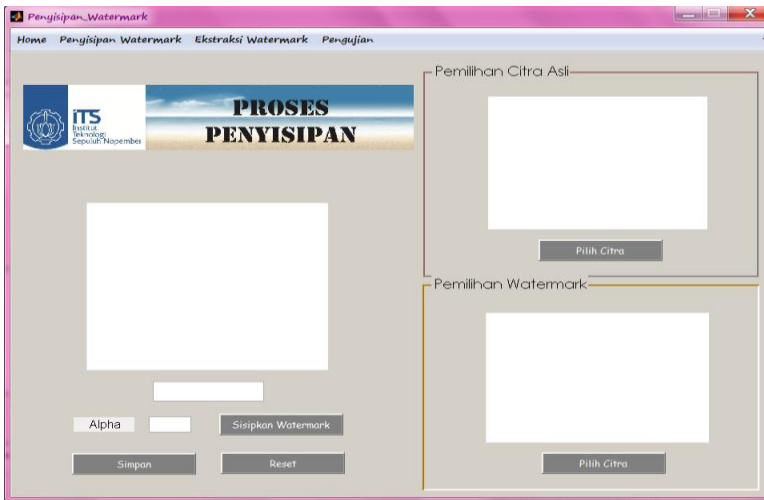 Penyisipan_Watermark
Home Penyisipan Watermark Ekstraksi Watermark Pengujian
iTS
Institut
Teknologi
Sepuluh Nopember
PROSES
PENYISIPAN
Alpha
Sisipkan Watermark
Simpan
Reset
Pemilihan Citra Asli
Pilih Citra
Pemilihan Watermark
Pilih Citra